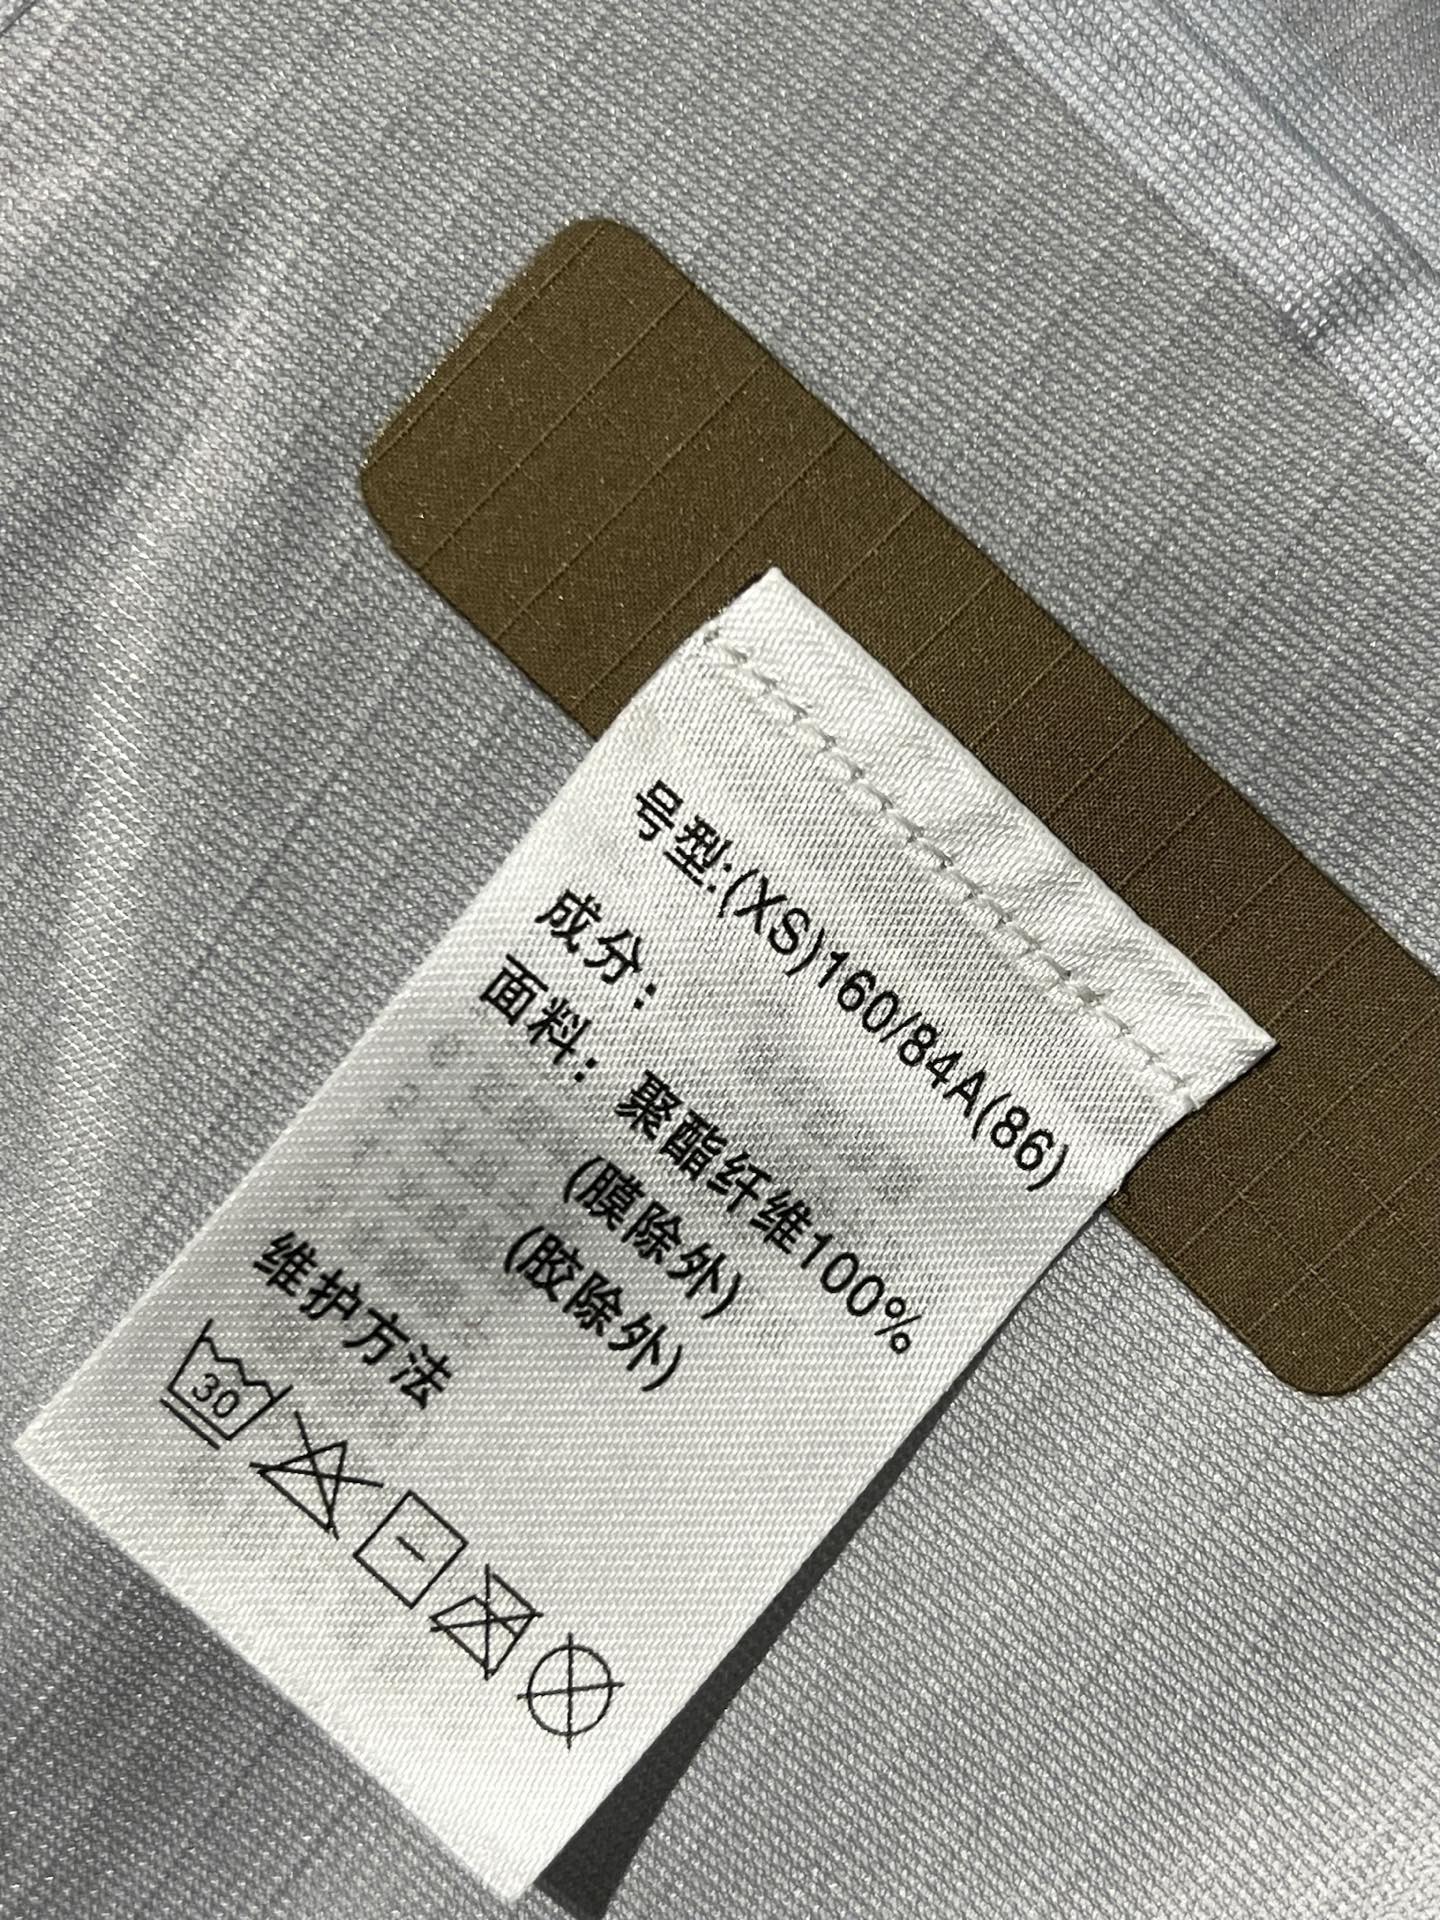 号型:(XS)160/84A(86)
成分：
面料：聚酯纤维100%
(膜除外)
(胶除外)
维护方法
30